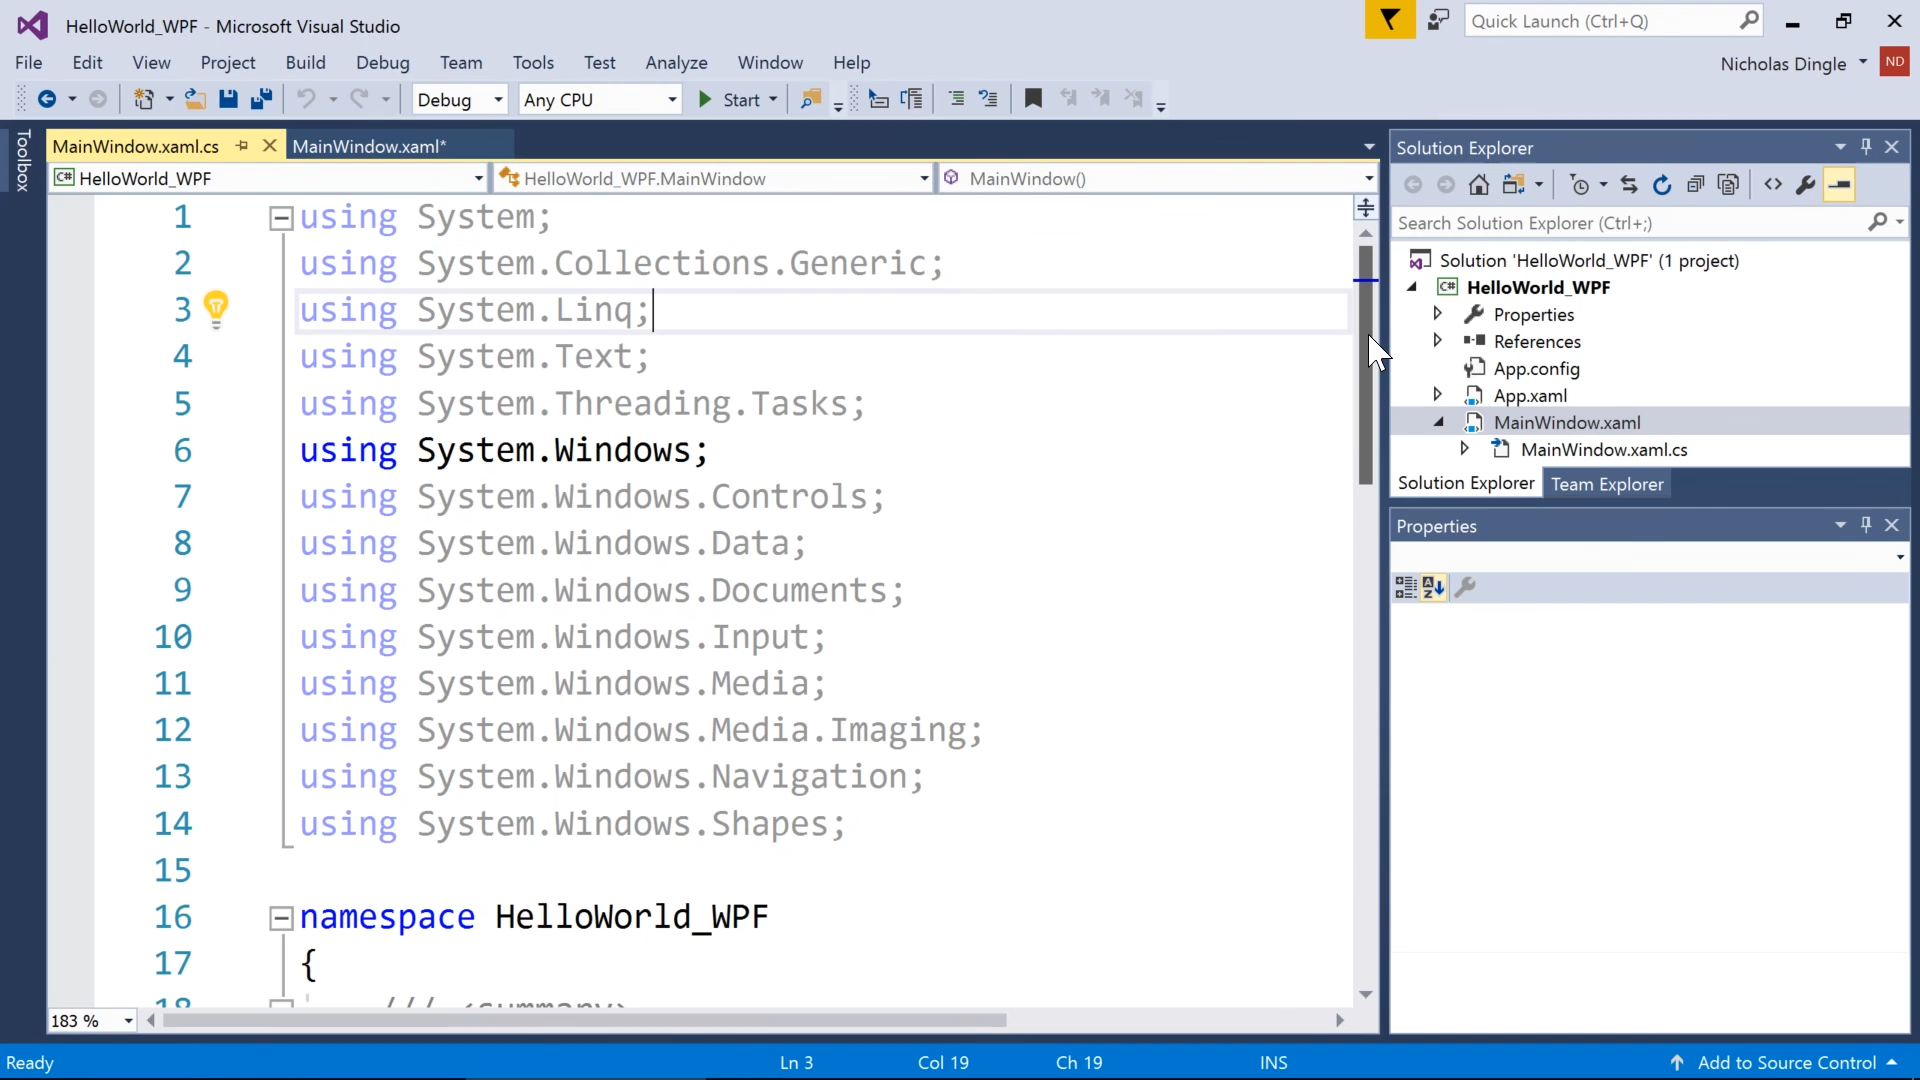 HelloWorld_WPF - Microsoft Visual Studio
Quick Launch (Ctrl+Q)
File Edit View Project Build Debug Team Tools Test Analyze Window Help
Nicholas Dingle ND
Debug Any CPU Start
Toolbox
MainWindow.xaml.cs MainWindow.xaml*
C# HelloWorld_WPF HelloWorld_WPF.MainWindow MainWindow()
1 using System;
2 using System.Collections.Generic;
3 using System.Linq;
4 using System.Text;
5 using System.Threading.Tasks;
6 using System.Windows;
7 using System.Windows.Controls;
8 using System.Windows.Data;
9 using System.Windows.Documents;
10 using System.Windows.Input;
11 using System.Windows.Media;
12 using System.Windows.Media.Imaging;
13 using System.Windows.Navigation;
14 using System.Windows.Shapes;
15
16 namespace HelloWorld_WPF
17 {
18 /// <summary>
183 %
Solution Explorer
Search Solution Explorer (Ctrl+;)
Solution 'HelloWorld_WPF' (1 project)
C# HelloWorld_WPF
Properties
References
App.config
App.xaml
MainWindow.xaml
MainWindow.xaml.cs
Solution Explorer Team Explorer
Properties
Ready Ln 3 Col 19 Ch 19 INS Add to Source Control